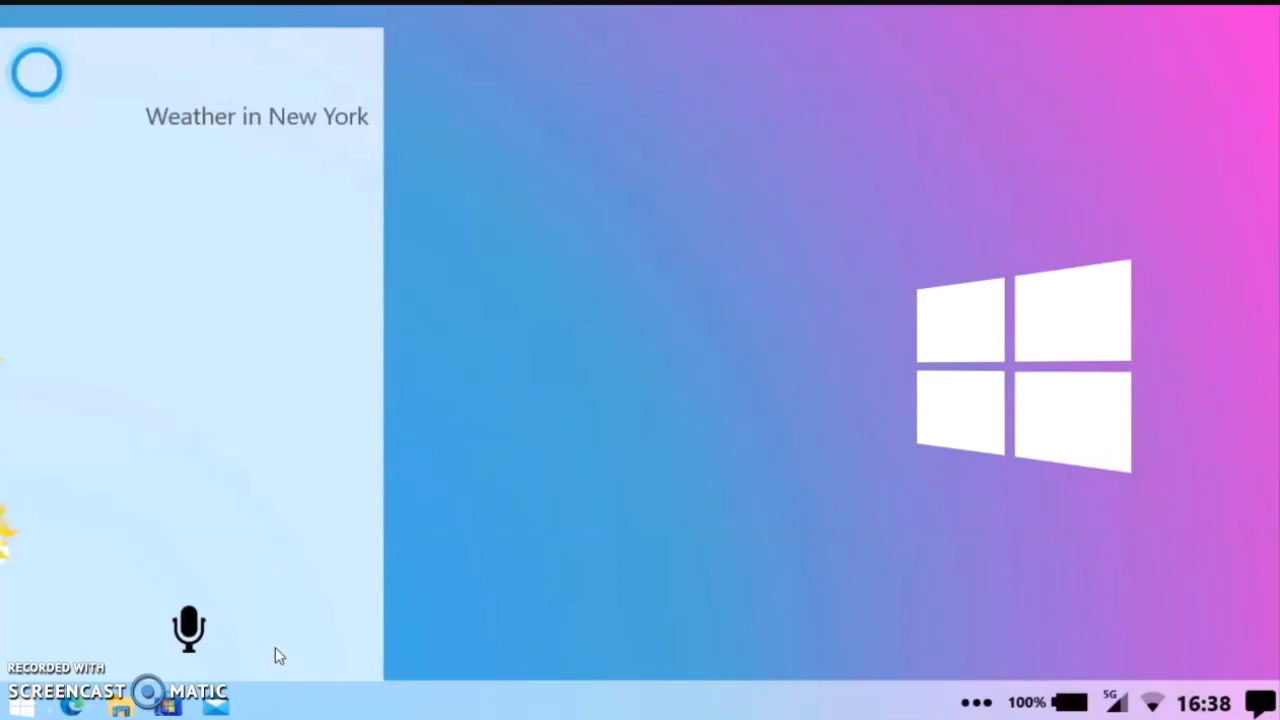 Weather in New York
RECORDED WITH
SCREENCAST MATIC
100% 5G 16:38